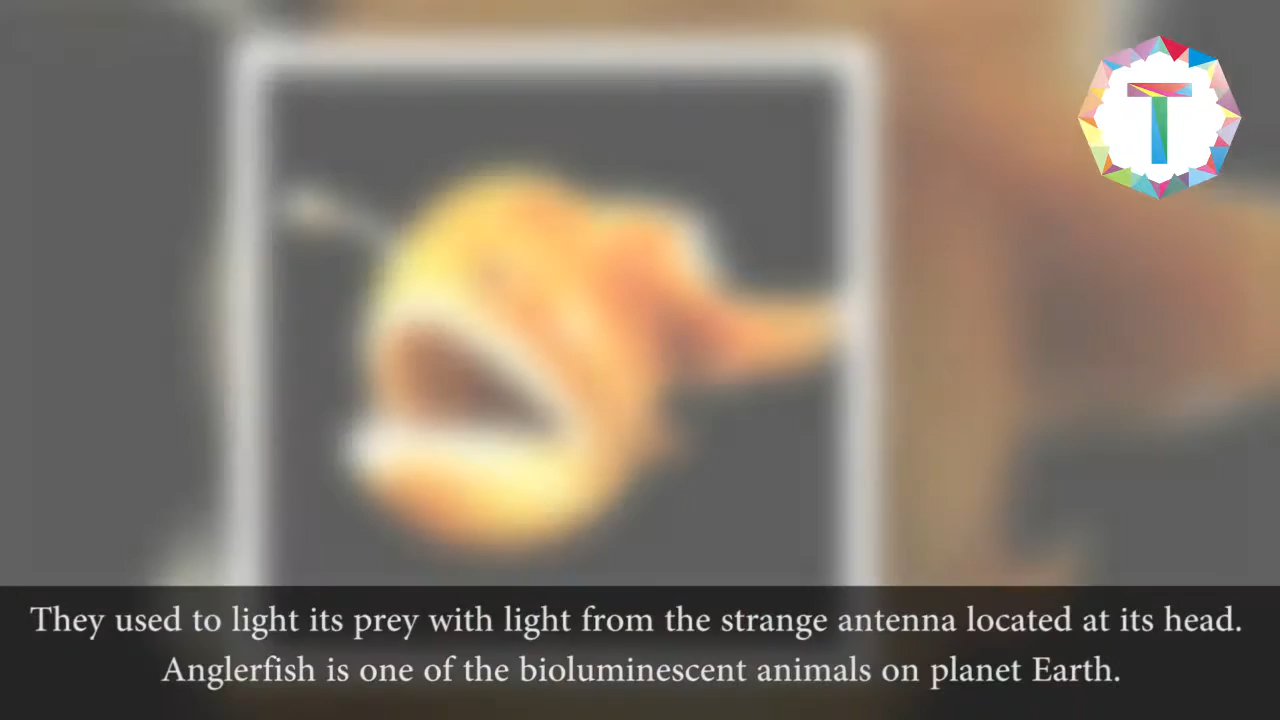 T
They used to light its prey with light from the strange antenna located at its head.
Anglerfish is one of the bioluminescent animals on planet Earth.